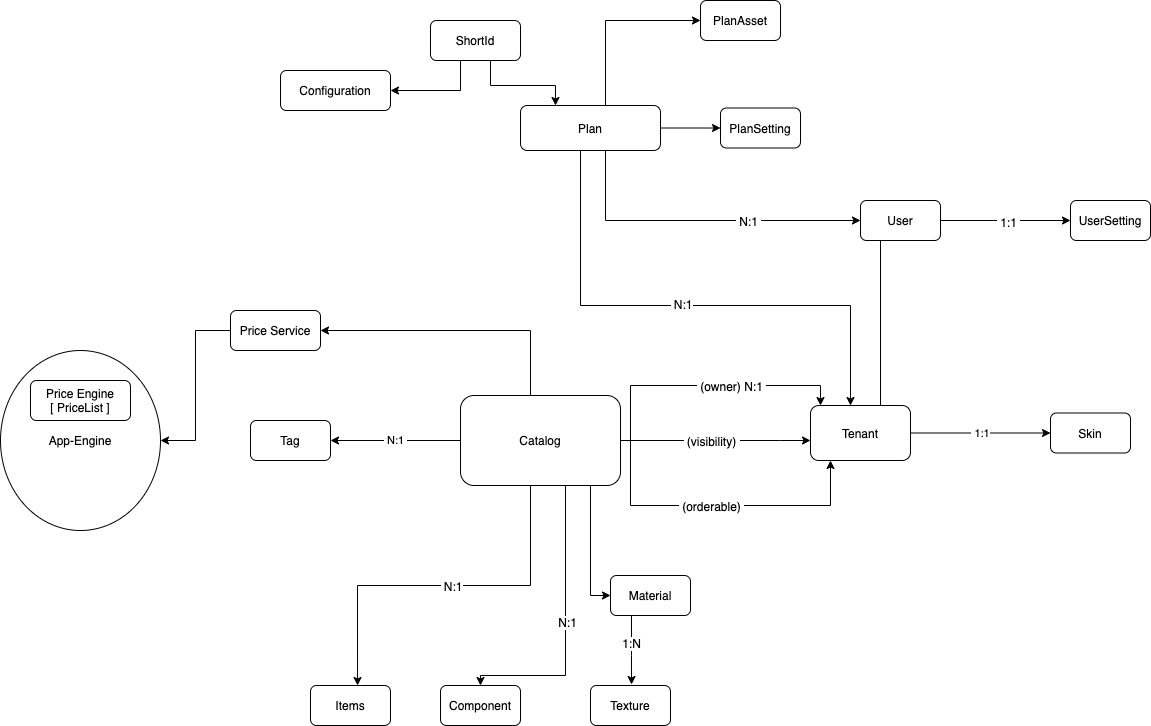 PlanAsset
ShortId
Configuration
Plan
PlanSetting
N:1
User
1:1
UserSetting
N:1
Price Service
Price Engine
[ PriceList ]
App-Engine
Tag
N:1
Catalog
(owner) N:1
(visibility)
(orderable)
Tenant
1:1
Skin
N:1
N:1
Material
1:N
Items
Component
Texture